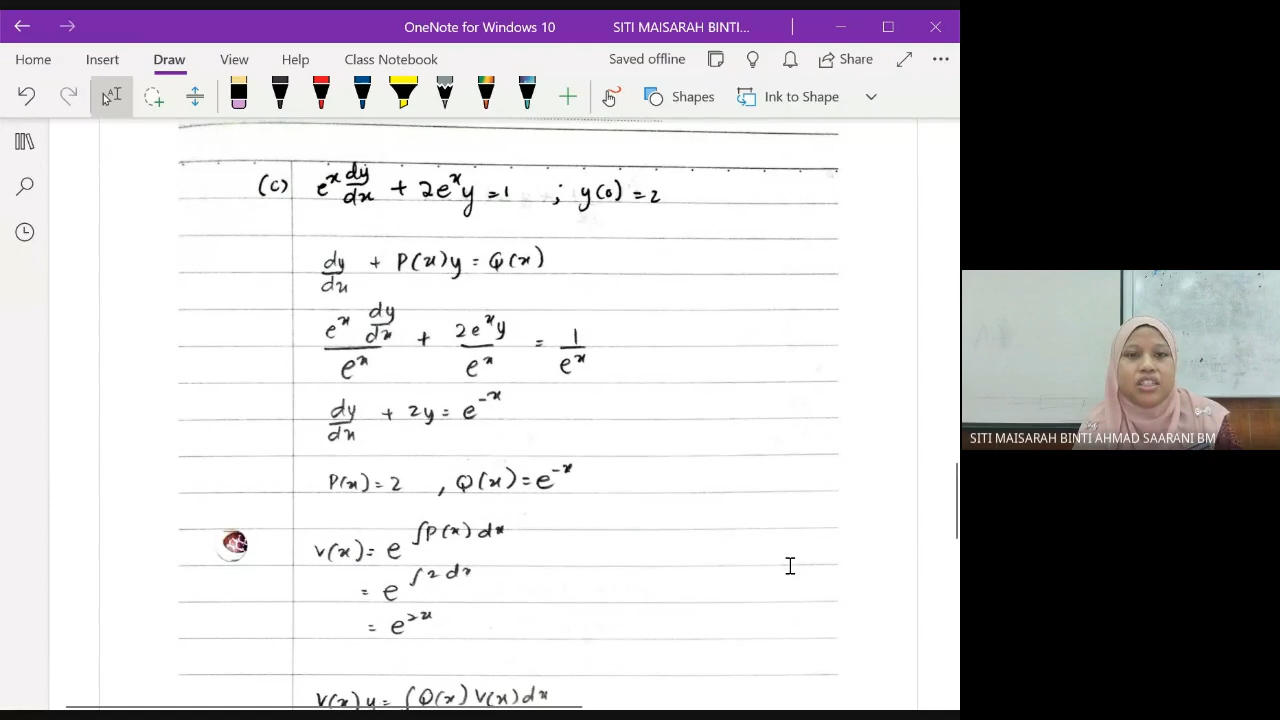 OneNote for Windows 10 SITI MAISARAH BINTI...
Home Insert Draw View Help Class Notebook Saved offline Share
Shapes Ink to Shape
(c) e^x dy/dx + 2e^x y = 1 ; y(0) = 2
dy/dx + P(x)y = Q(x)
e^x dy/dx / e^x + 2e^x y / e^x = 1 / e^x
dy/dx + 2y = e^-x
P(x) = 2 , Q(x) = e^-x
V(x) = e^∫P(x) dx
= e^∫2 dx
= e^2x
V(x) y = ∫Q(x) V(x) dx
SITI MAISARAH BINTI AHMAD SAARANI BM